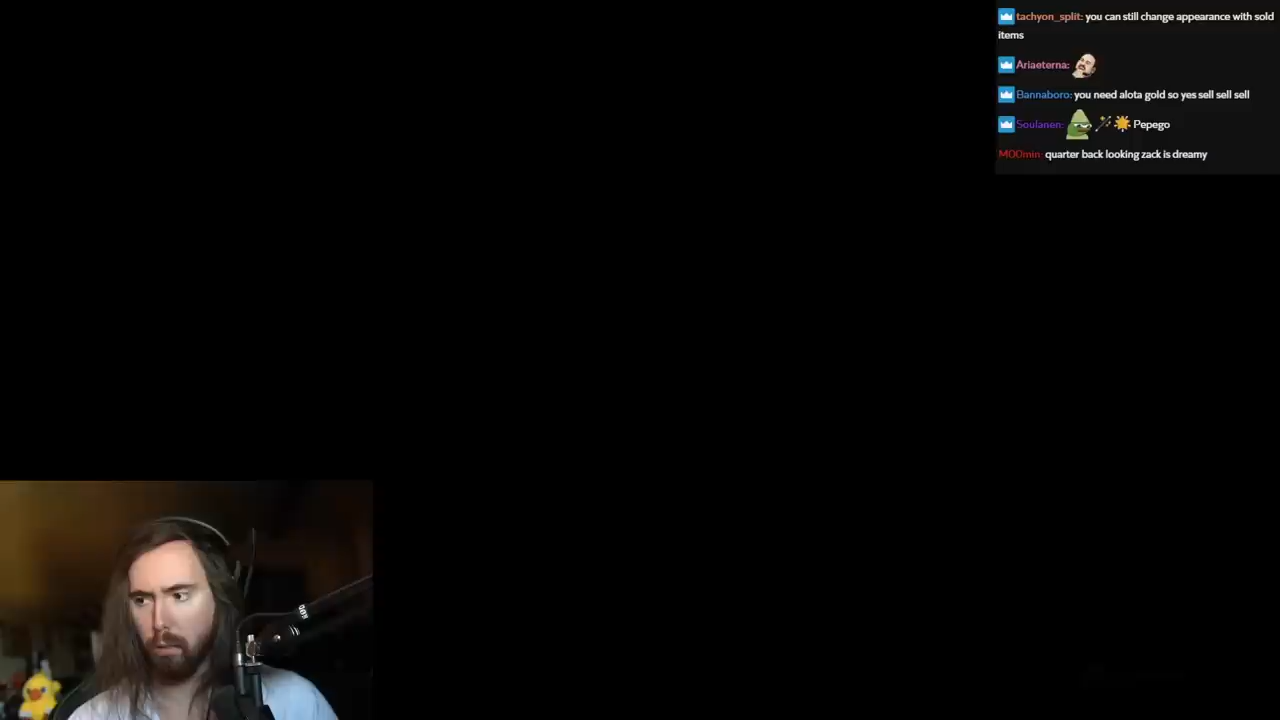 tachyon_split: you can still change appearance with sold
items
Ariaeterna:
Bannaboro: you need alota gold so yes sell sell sell
Soulanen: Pepego
M00min: quarter back looking zack is dreamy